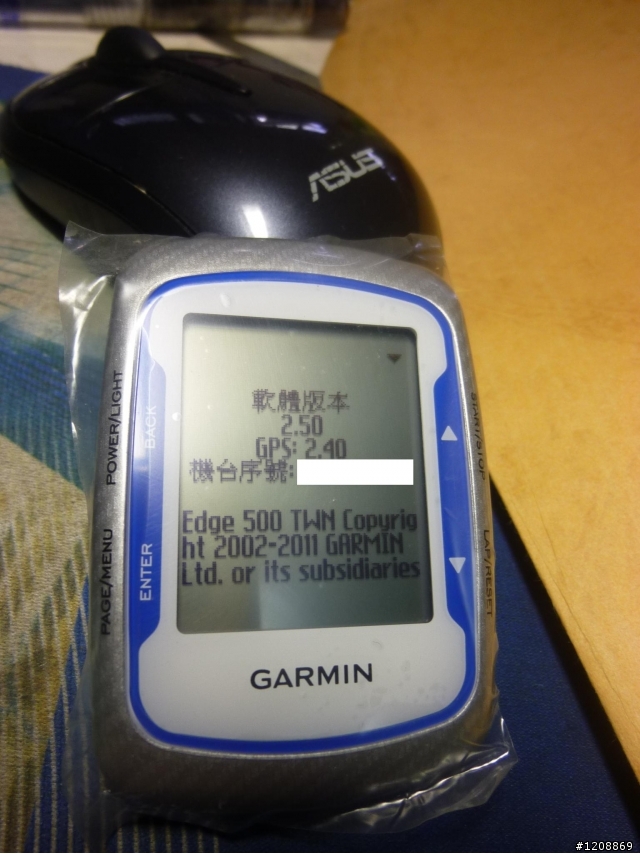 ASUS
軟體版本
2.50
GPS: 2.40
機台序號:
Edge 500 TWN Copyrig
ht 2002-2011 GARMIN
Ltd. or its subsidiaries
POWER/LIGHT
BACK
START/STOP
PAGE/MENU
ENTER
LAP/RESET
GARMIN
#1208869